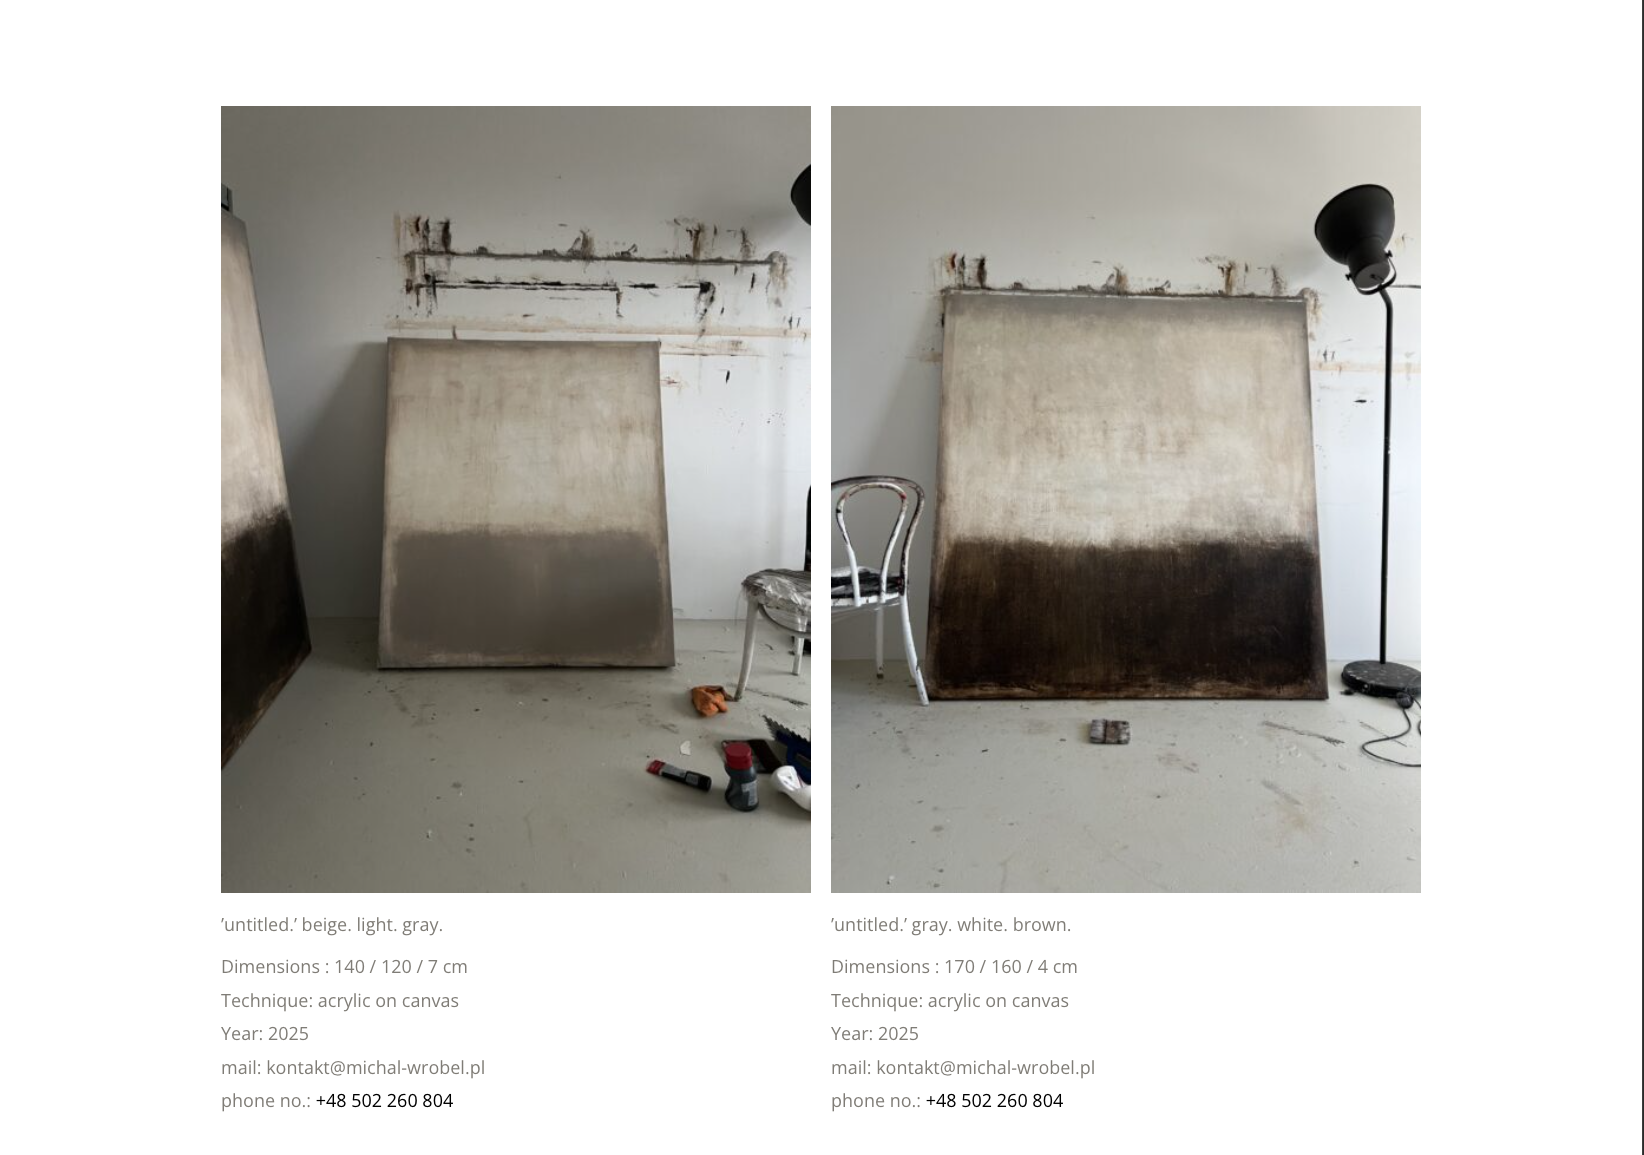 ’untitled.’ beige. light. gray.
Dimensions : 140 / 120 / 7 cm
Technique: acrylic on canvas
Year: 2025
mail: kontakt@michal-wrobel.pl
phone no.: +48 502 260 804
’untitled.’ gray. white. brown.
Dimensions : 170 / 160 / 4 cm
Technique: acrylic on canvas
Year: 2025
mail: kontakt@michal-wrobel.pl
phone no.: +48 502 260 804